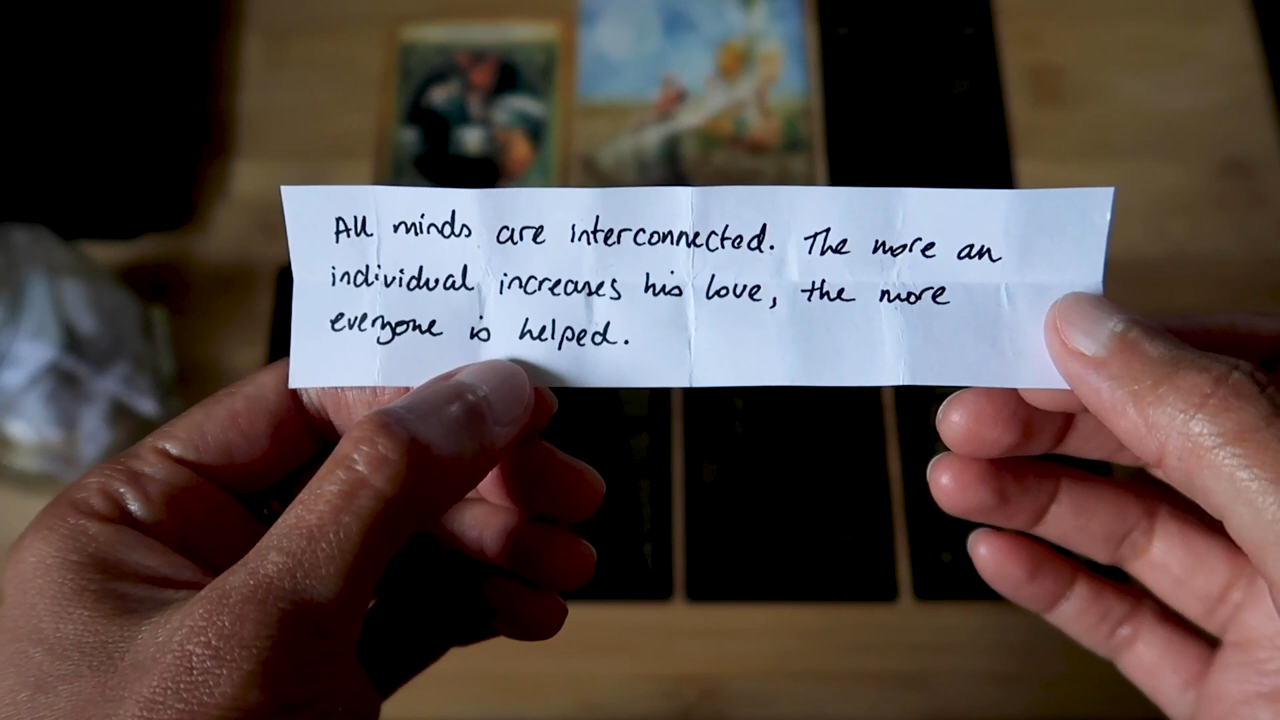 All minds are interconnected. The more an
individual increases his love, the more
everyone is helped.